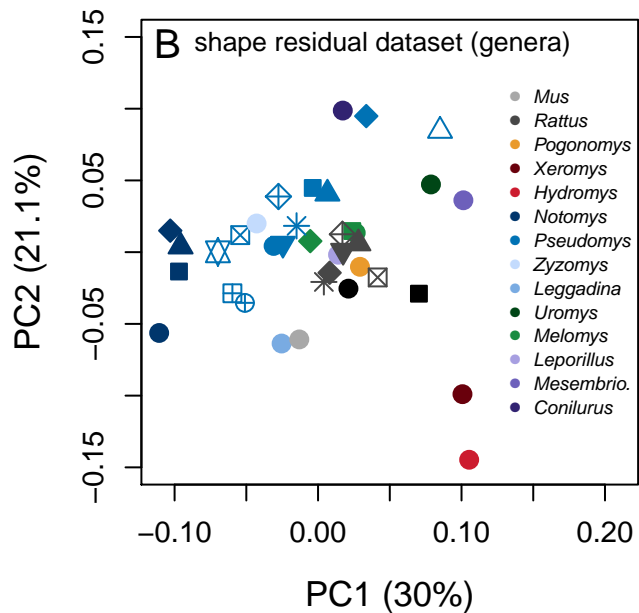 B shape residual dataset (genera)
Mus
Rattus
Pogonomys
Xeromys
Hydromys
Notomys
Pseudomys
Zyzomys
Leggadina
Uromys
Melomys
Leporillus
Mesembrio.
Conilurus
PC2 (21.1%)
0.15
0.05
−0.05
−0.15
−0.10
0.00
0.10
0.20
PC1 (30%)